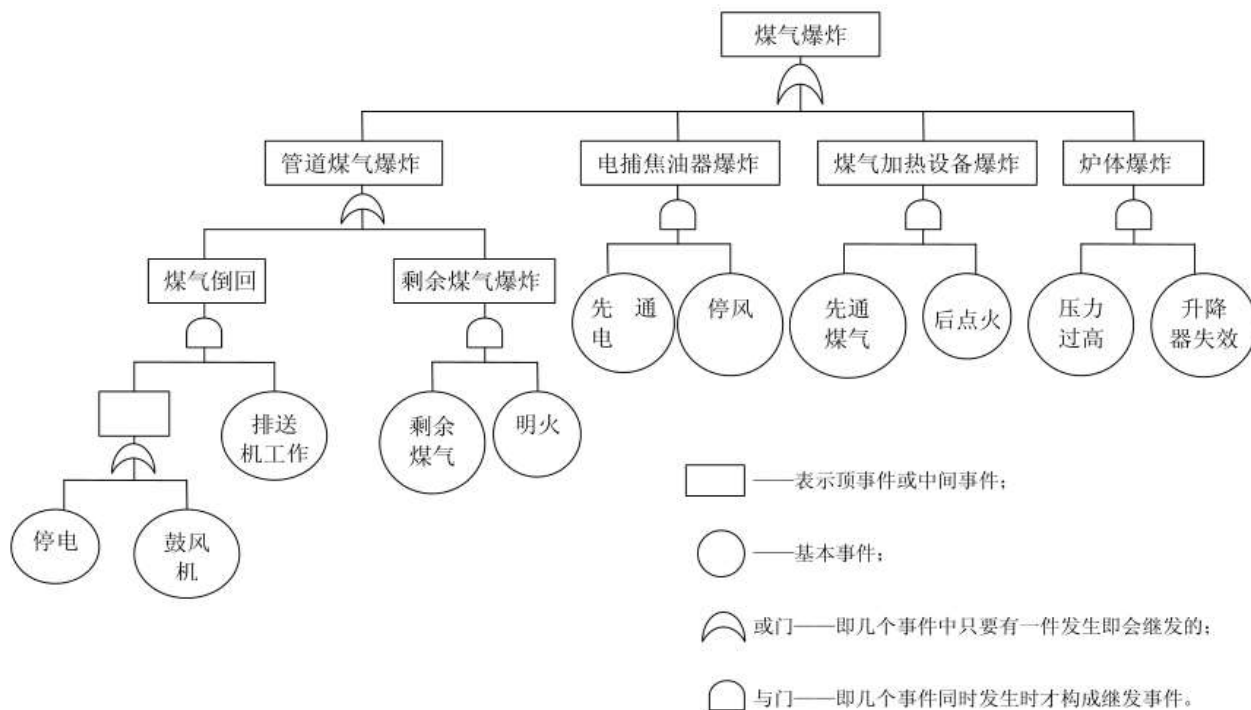 煤气爆炸
管道煤气爆炸
电捕焦油器爆炸
煤气加热设备爆炸
炉体爆炸
煤气倒回
剩余煤气爆炸
先 通
电
停风
先通
煤气
后点火
压力
过高
升降
器失效
排送
机工作
剩余
煤气
明火
停电
鼓风
机
——表示顶事件或中间事件；
——基本事件；
或门——即几个事件中只要有一件发生即会继发的；
与门——即几个事件同时发生时才构成继发事件。